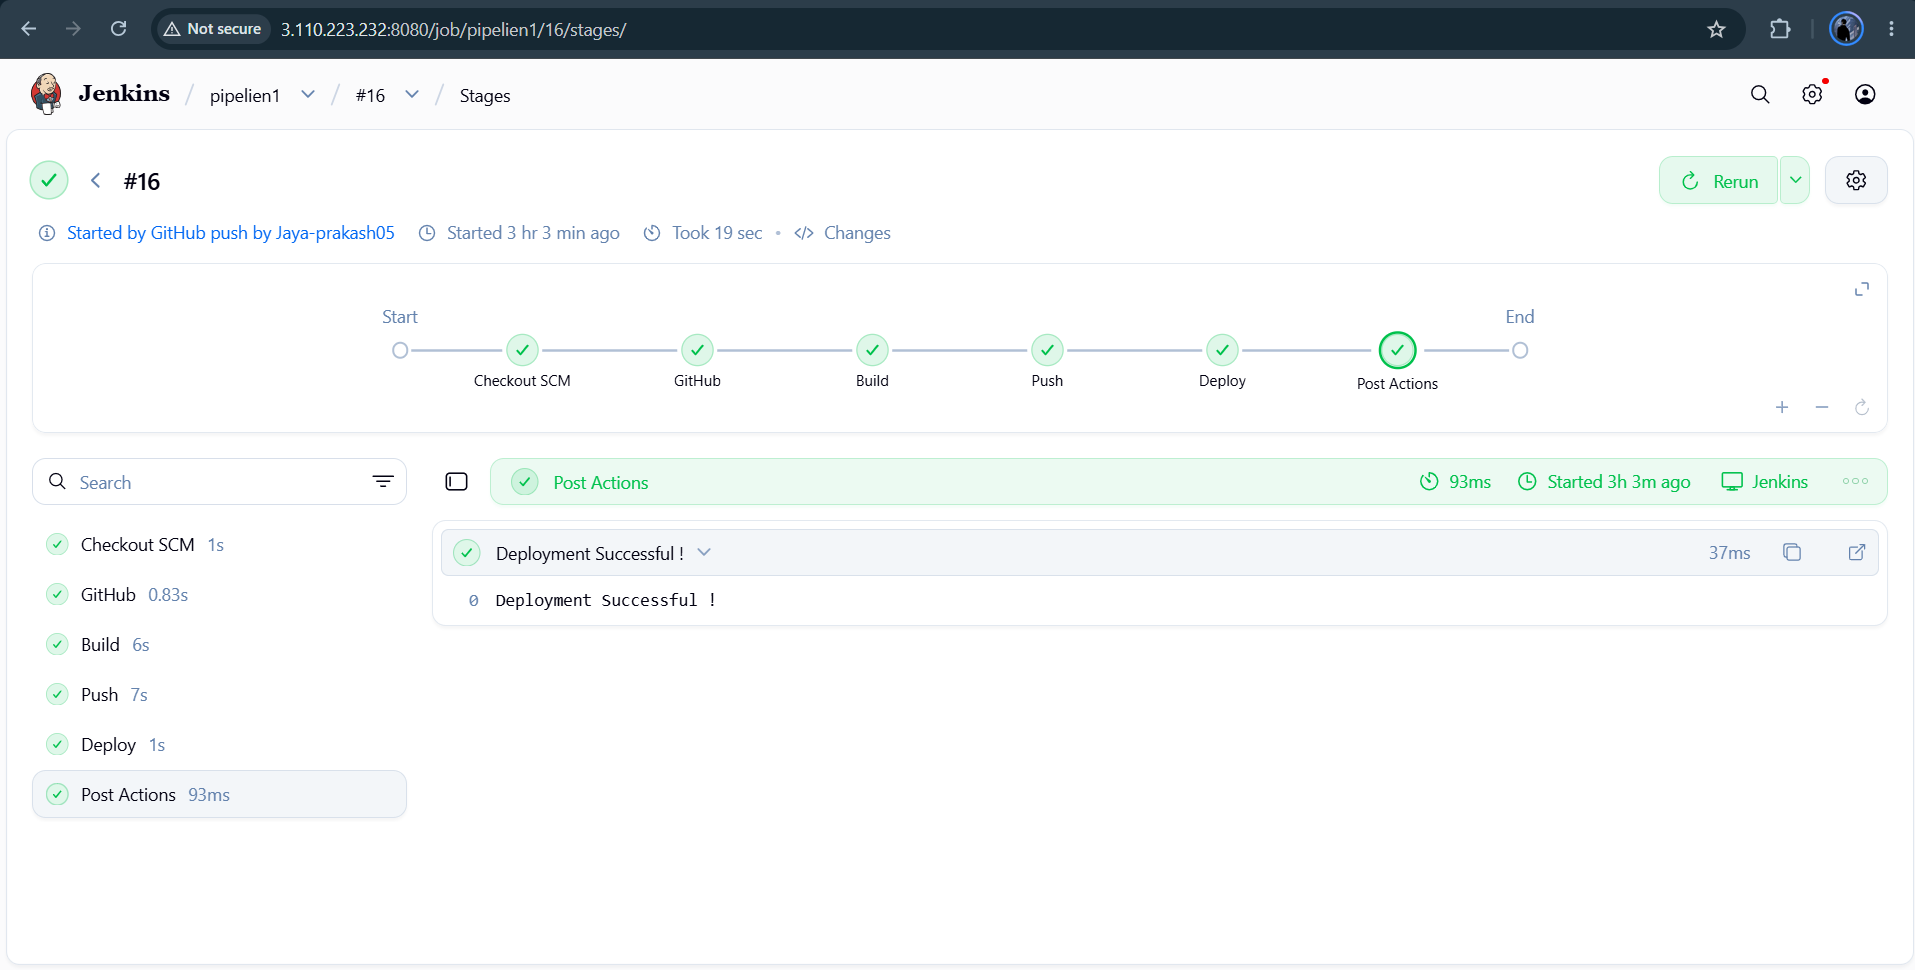 Not secure 3.110.223.232:8080/job/pipelien1/16/stages/
Jenkins / pipelien1 / #16 / Stages
#16
Rerun
Started by GitHub push by Jaya-prakash05 Started 3 hr 3 min ago Took 19 sec • </> Changes
Start
End
Checkout SCM
GitHub
Build
Push
Deploy
Post Actions
Search
Checkout SCM 1s
GitHub 0.83s
Build 6s
Push 7s
Deploy 1s
Post Actions 93ms
Post Actions 93ms Started 3h 3m ago Jenkins
Deployment Successful ! 37ms
0 Deployment Successful !